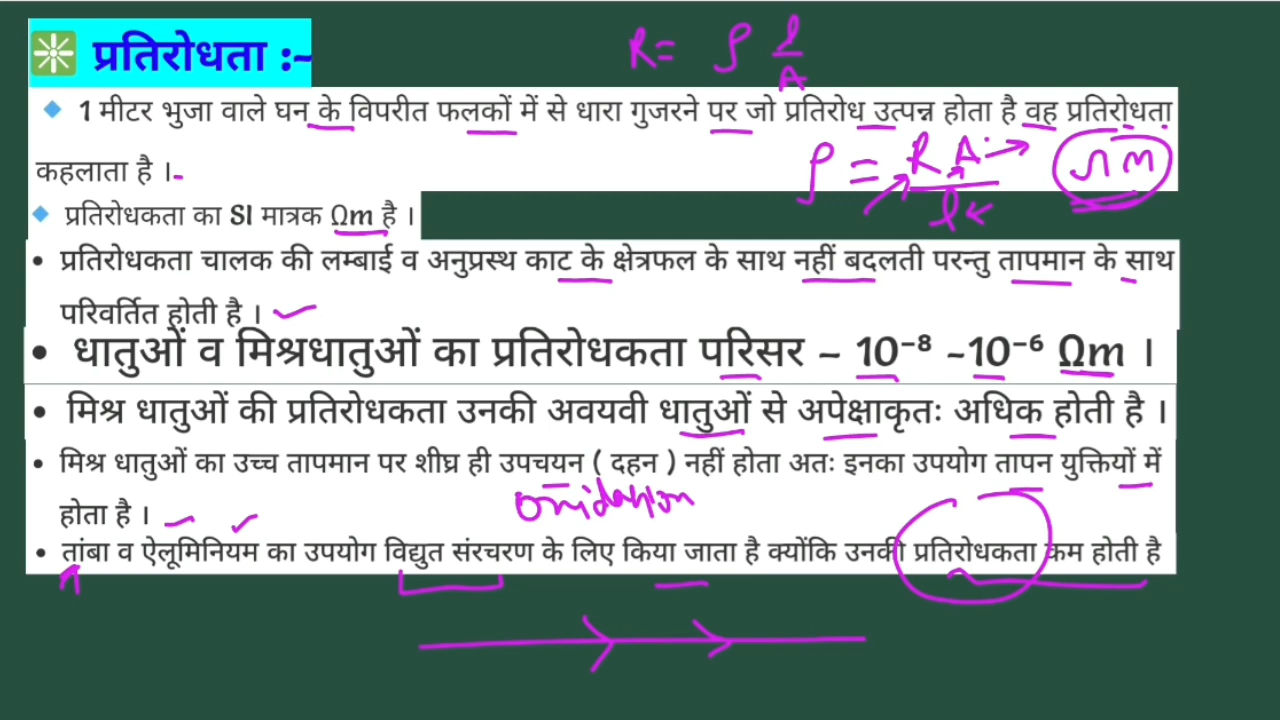 प्रतिरोधता :~
R = ρ l/A
1 मीटर भुजा वाले घन के विपरीत फलकों में से धारा गुजरने पर जो प्रतिरोध उत्पन्न होता है वह प्रतिरोधता
कहलाता है ।
ρ = RA/l → Ωm
प्रतिरोधकता का SI मात्रक Ωm है ।
• प्रतिरोधकता चालक की लम्बाई व अनुप्रस्थ काट के क्षेत्रफल के साथ नहीं बदलती परन्तु तापमान के साथ
परिवर्तित होती है ।
• धातुओं व मिश्रधातुओं का प्रतिरोधकता परिसर – 10⁻⁸ –10⁻⁶ Ωm ।
• मिश्र धातुओं की प्रतिरोधकता उनकी अवयवी धातुओं से अपेक्षाकृतः अधिक होती है ।
• मिश्र धातुओं का उच्च तापमान पर शीघ्र ही उपचयन ( दहन ) नहीं होता अतः इनका उपयोग तापन युक्तियों में
होता है ।
oxidation
• तांबा व ऐलूमिनियम का उपयोग विद्युत संरचरण के लिए किया जाता है क्योंकि उनकी प्रतिरोधकता कम होती है